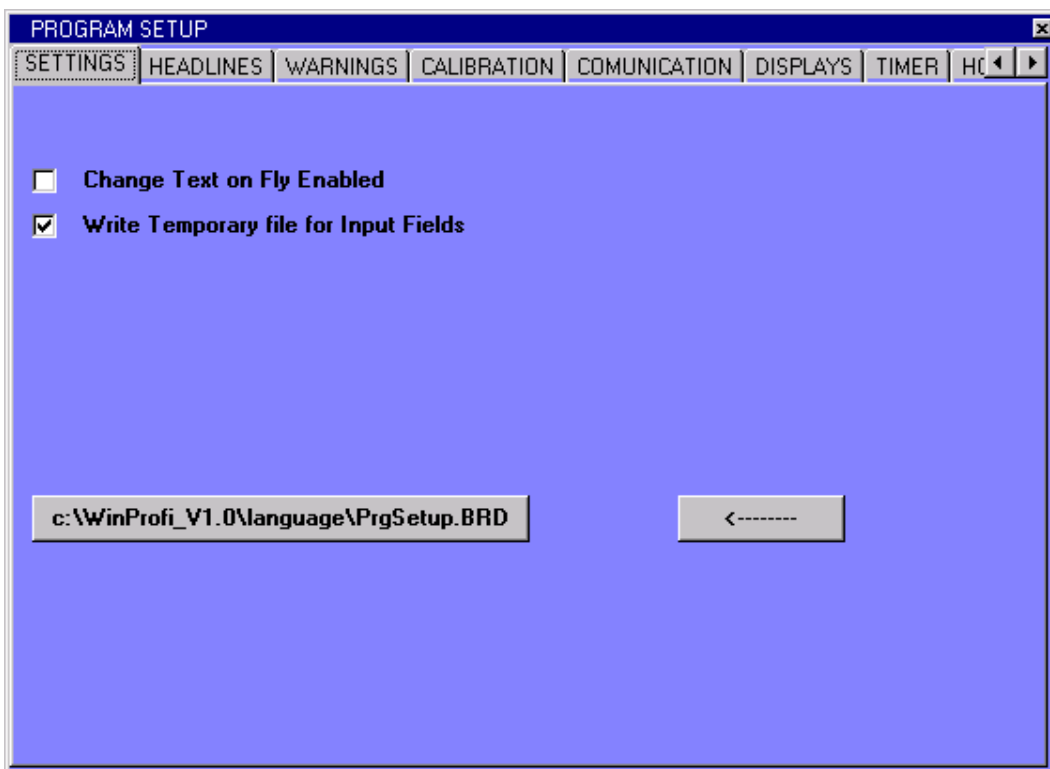 PROGRAM SETUP
SETTINGS HEADLINES WARNINGS CALIBRATION COMUNICATION DISPLAYS TIMER
Change Text on Fly Enabled
Write Temporary file for Input Fields
c:\WinProfi_V1.0\language\PrgSetup.BRD <--------